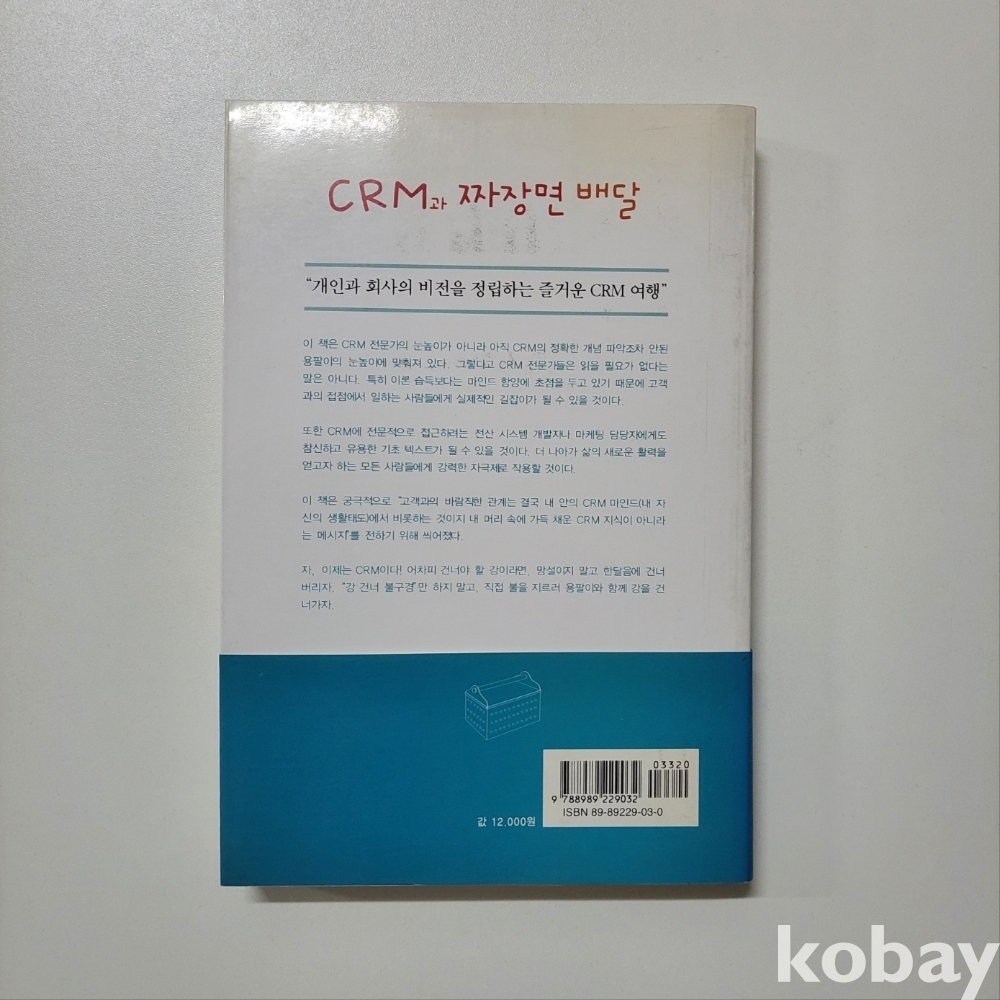 CRM과 짜장면 배달
“개인과 회사의 비전을 정립하는 즐거운 CRM 여행”
이 책은 CRM 전문가의 눈높이가 아니라 아직 CRM의 정확한 개념 파악조차 안된
용팔이의 눈높이에 맞춰져 있다. 그렇다고 CRM 전문가들은 읽을 필요가 없다는
말은 아니다. 특히 이론 습득보다는 마인드 함양에 초점을 두고 있기 때문에 고객
과의 접점에서 일하는 사람들에게 실제적인 길잡이가 될 수 있을 것이다.
또한 CRM에 전문적으로 접근하려는 전산 시스템 개발자나 마케팅 담당자에게도
참신하고 유용한 기초 텍스트가 될 수 있을 것이다. 더 나아가 삶의 새로운 활력을
얻고자 하는 모든 사람들에게 강력한 자극제로 작용할 것이다.
이 책은 궁극적으로 “고객과의 바람직한 관계는 결국 내 안의 CRM 마인드(내 자
신의 생활태도)에서 비롯하는 것이지 내 머리 속에 가득 채운 CRM 지식이 아니라
는 메시지”를 전하기 위해 씌어졌다.
자, 이제는 CRM이다! 어차피 건너야 할 강이라면, 망설이지 말고 한달음에 건너
버리자. “강 건너 불구경”만 하지 말고, 직접 불을 지르러 용팔이와 함께 강을 건
너가자.
03320
9 788989 229032
ISBN 89-89229-03-0
값 12,000원
kobay